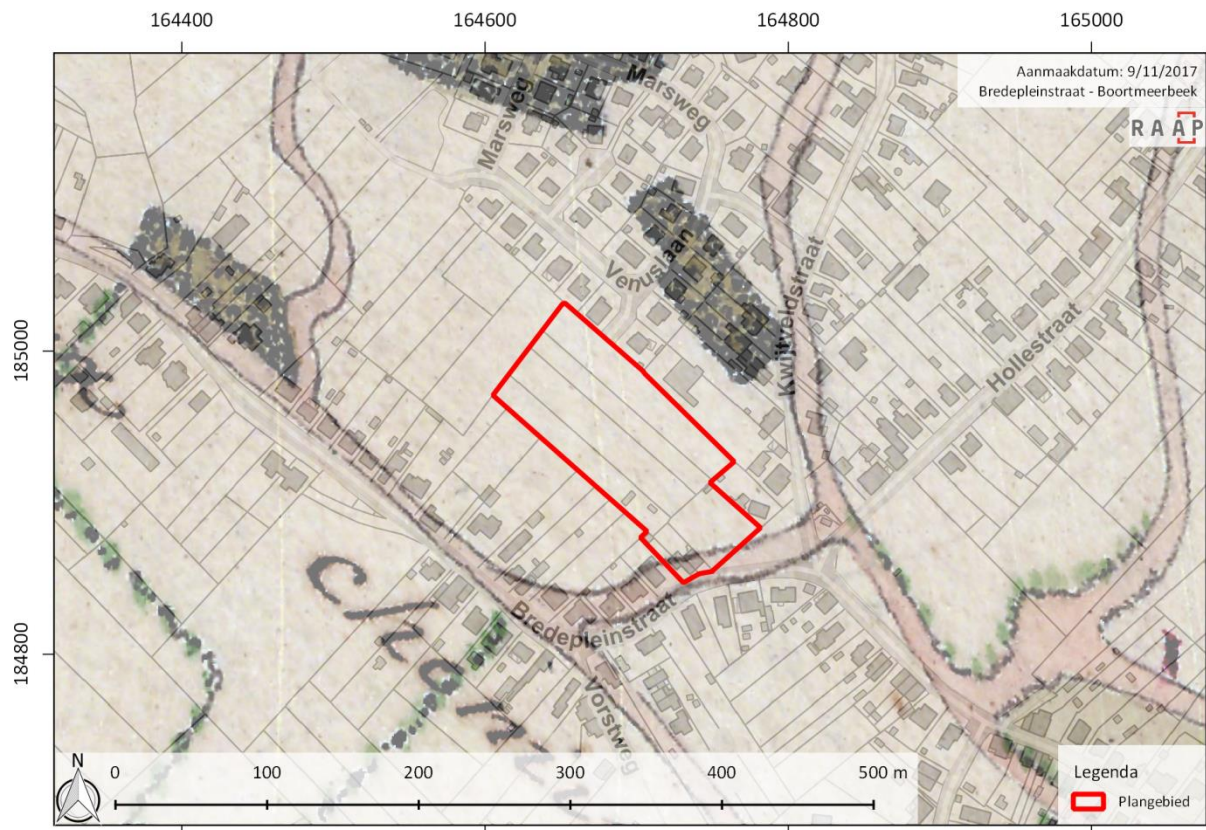 164400 164600 164800 165000
Aanmaakdatum: 9/11/2017
Bredepleinstraat - Boortmeerbeek
RAAP
Marsweg
Marsweg
Venuslaan
Kwijtveldstraat
Hollestraat
185000
Bredepleinstraat
Vorstweg
184800
N
0 100 200 300 400 500 m
Legenda
Plangebied